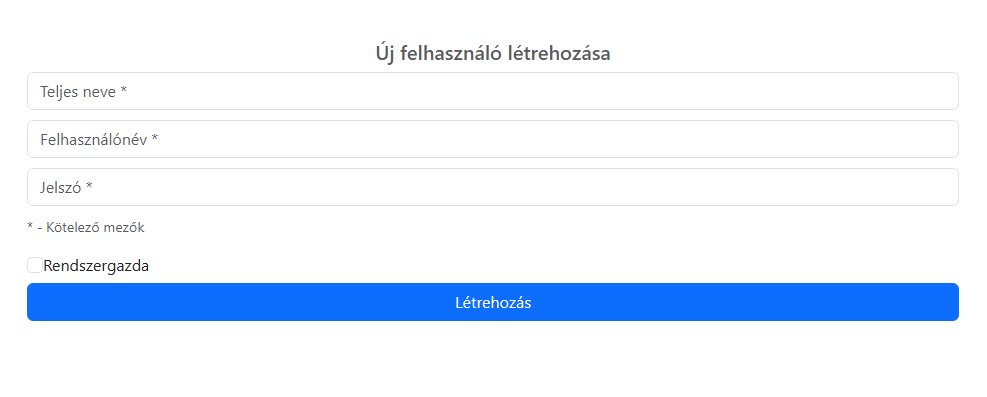 Új felhasználó létrehozása
Teljes neve *
Felhasználónév *
Jelszó *
* - Kötelező mezők
Rendszergazda
Létrehozás